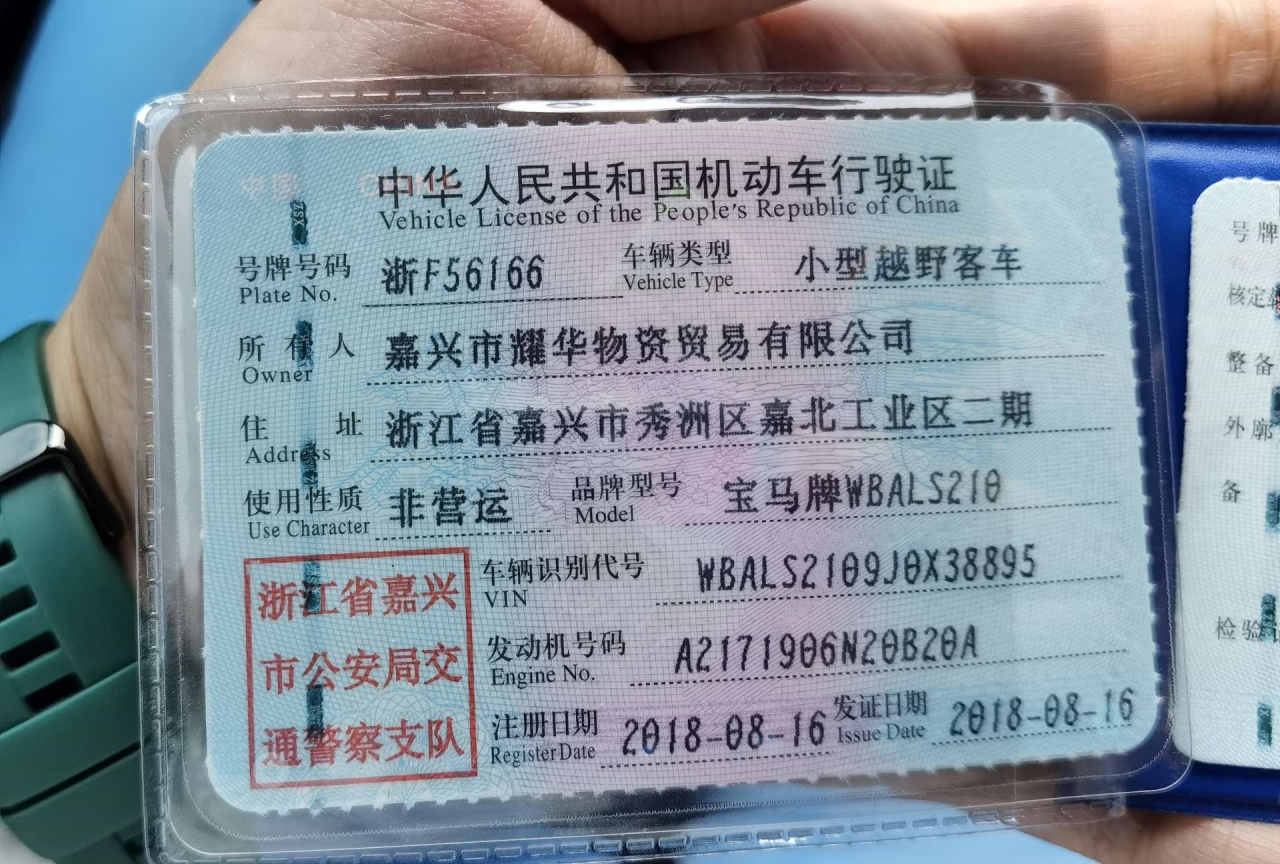 中华人民共和国机动车行驶证
Vehicle License of the People's Republic of China
号牌号码 浙F56166 车辆类型 小型越野客车
Plate No. Vehicle Type
所有人 嘉兴市耀华物资贸易有限公司
Owner
住址 浙江省嘉兴市秀洲区嘉北工业区二期
Address
使用性质 非营运 品牌型号 宝马牌WBALS210
Use Character Model
浙江省嘉兴
市公安局交
通警察支队
车辆识别代号 WBALS2109J0X38895
VIN
发动机号码 A2171906N20B20A
Engine No.
注册日期 2018-08-16 发证日期 2018-08-16
Register Date Issue Date
号牌
核定
整备
外廓
备
检验